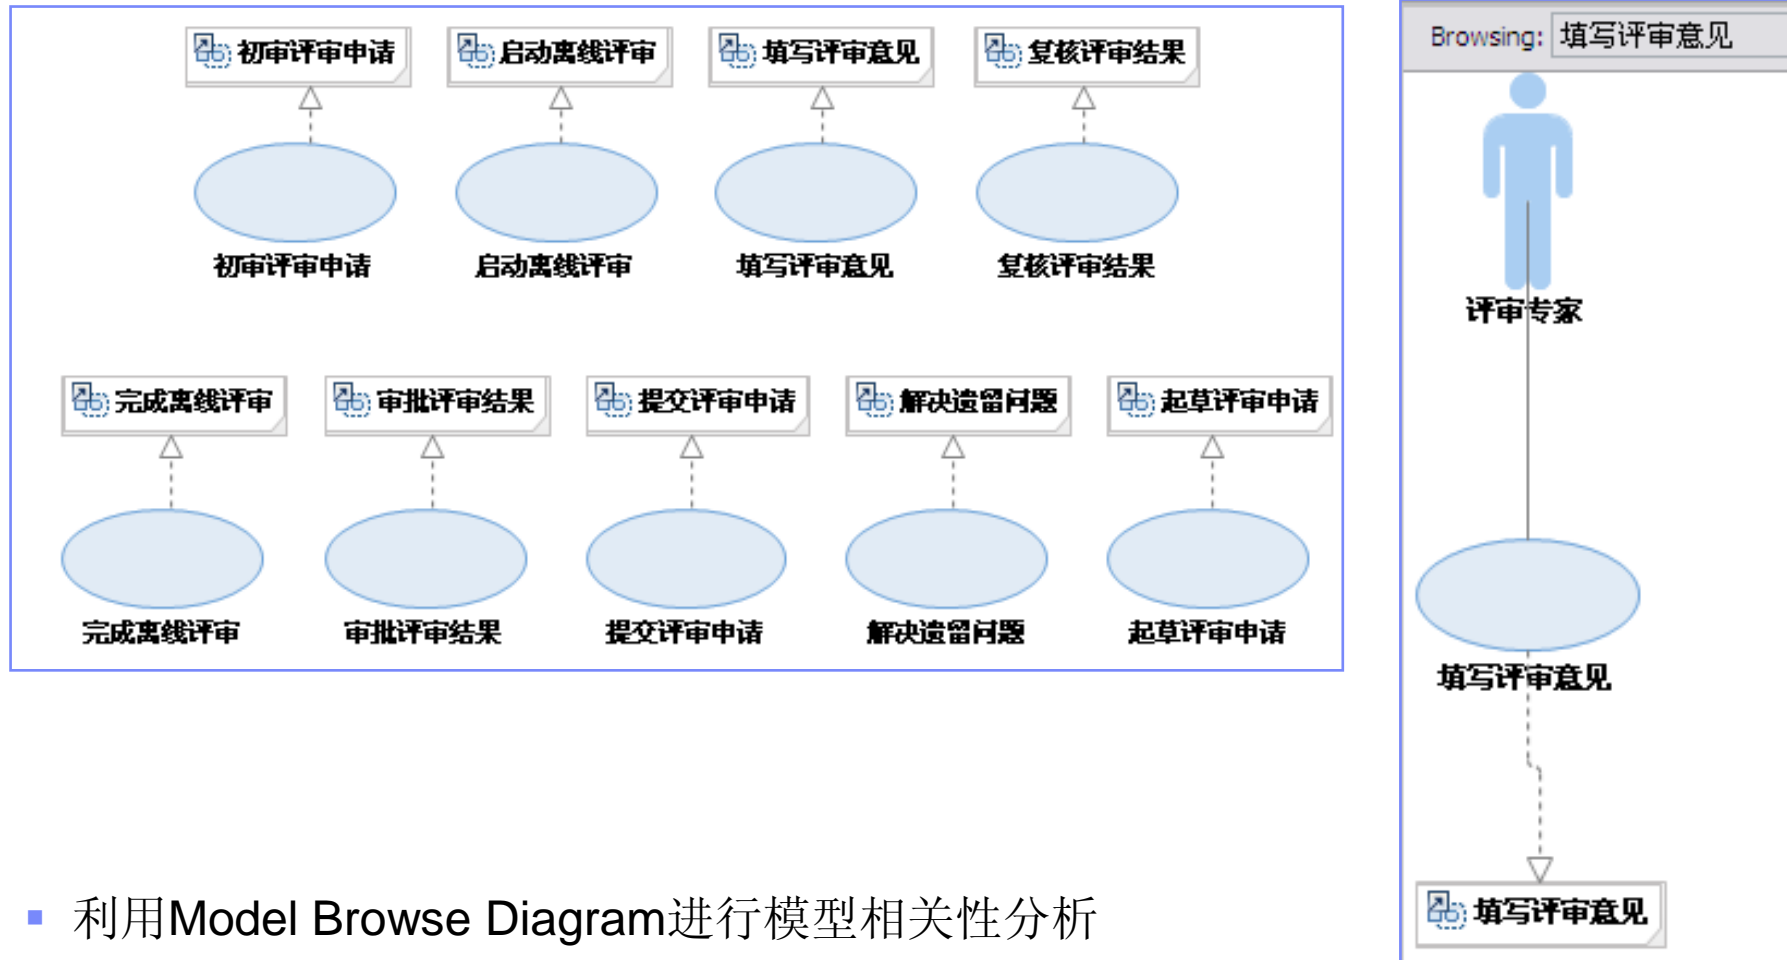 初审评审申请 启动离线评审 填写评审意见 复核评审结果
初审评审申请 启动离线评审 填写评审意见 复核评审结果
完成离线评审 审批评审结果 提交评审申请 解决遗留问题 起草评审申请
完成离线评审 审批评审结果 提交评审申请 解决遗留问题 起草评审申请
Browsing: 填写评审意见
评审专家
填写评审意见
填写评审意见
利用Model Browse Diagram进行模型相关性分析